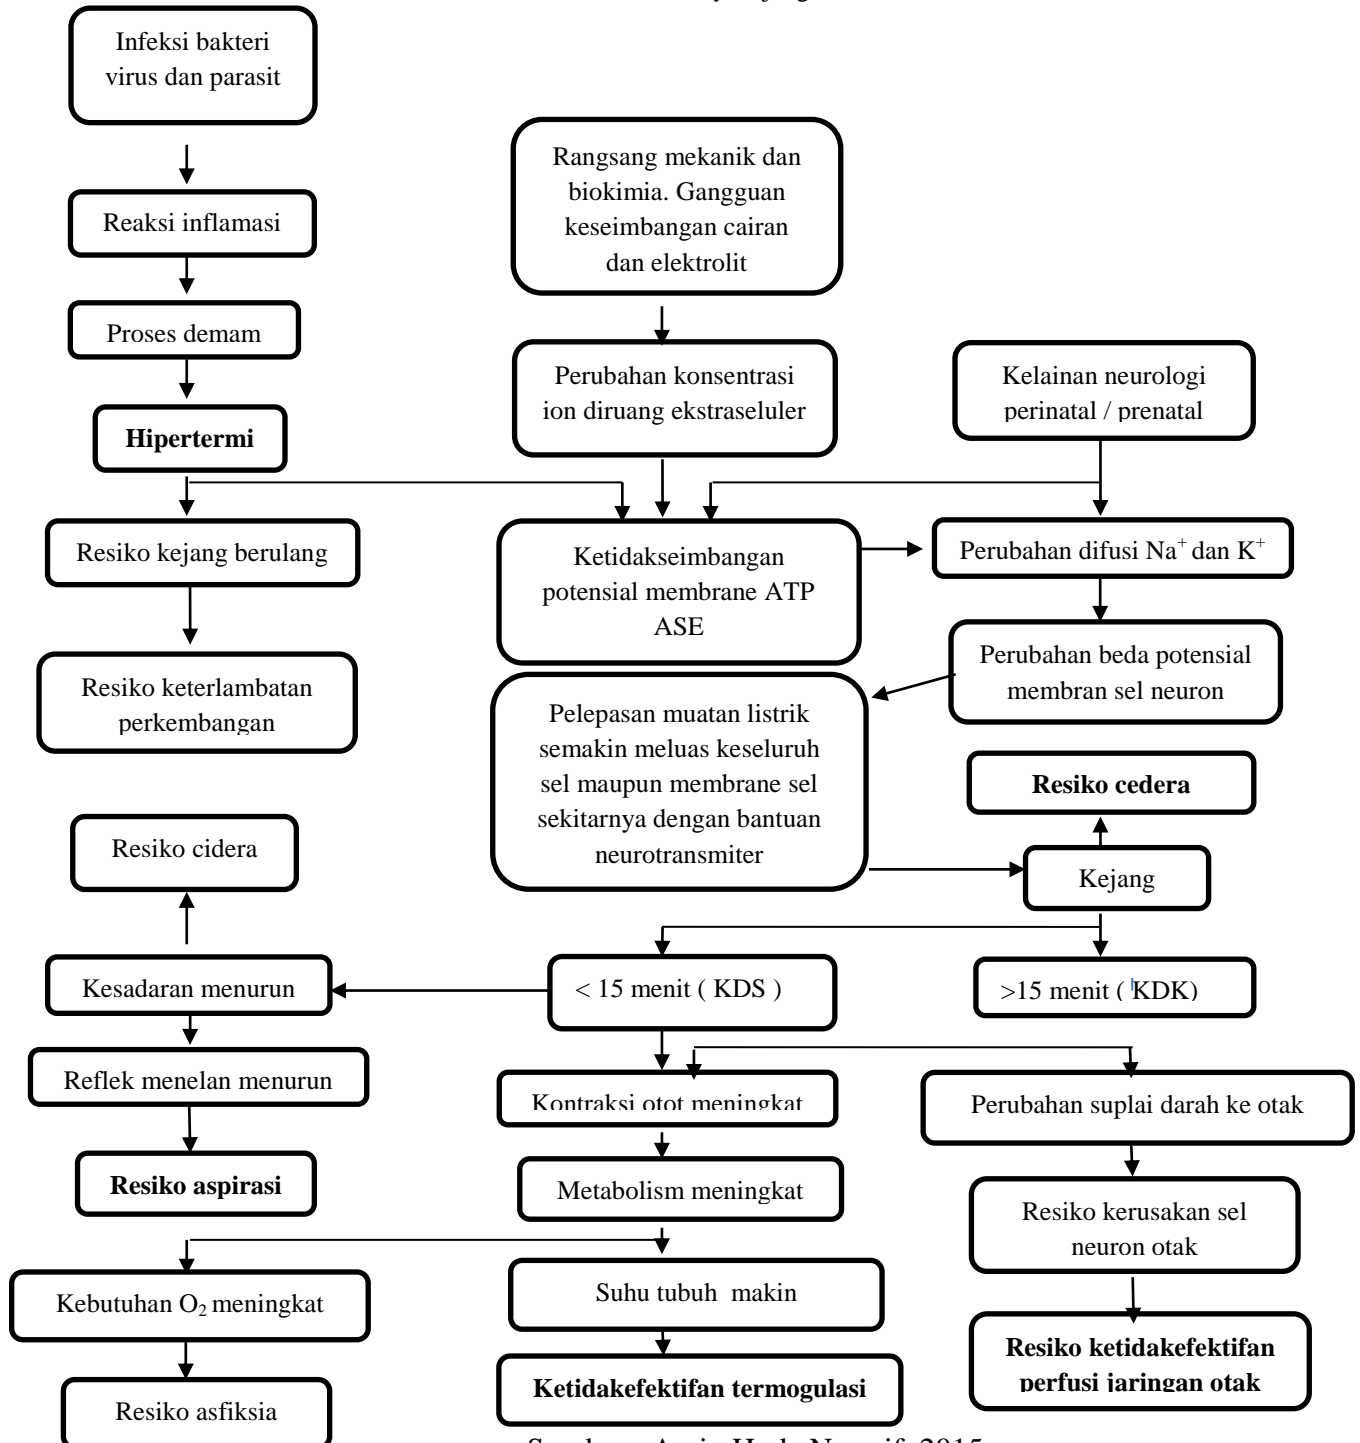 Infeksi bakteri
virus dan parasit
Rangsang mekanik dan
biokimia. Gangguan
keseimbangan cairan
dan elektrolit
Reaksi inflamasi
Proses demam
Perubahan konsentrasi
ion diruang ekstraseluler
Kelainan neurologi
perinatal / prenatal
Hipertermi
Resiko kejang berulang
Ketidakseimbangan
potensial membrane ATP
ASE
Perubahan difusi Na⁺ dan K⁺
Resiko keterlambatan
perkembangan
Perubahan beda potensial
membran sel neuron
Pelepasan muatan listrik
semakin meluas keseluruh
sel maupun membrane sel
sekitarnya dengan bantuan
neurotransmiter
Resiko cedera
Resiko cidera
Kejang
Kesadaran menurun
< 15 menit ( KDS )
>15 menit ( KDK)
Reflek menelan menurun
Kontraksi otot meningkat
Perubahan suplai darah ke otak
Resiko aspirasi
Metabolism meningkat
Resiko kerusakan sel
neuron otak
Kebutuhan O₂ meningkat
Suhu tubuh makin
Resiko ketidakefektifan
perfusi jaringan otak
Resiko asfiksia
Ketidakefektifan termogulasi